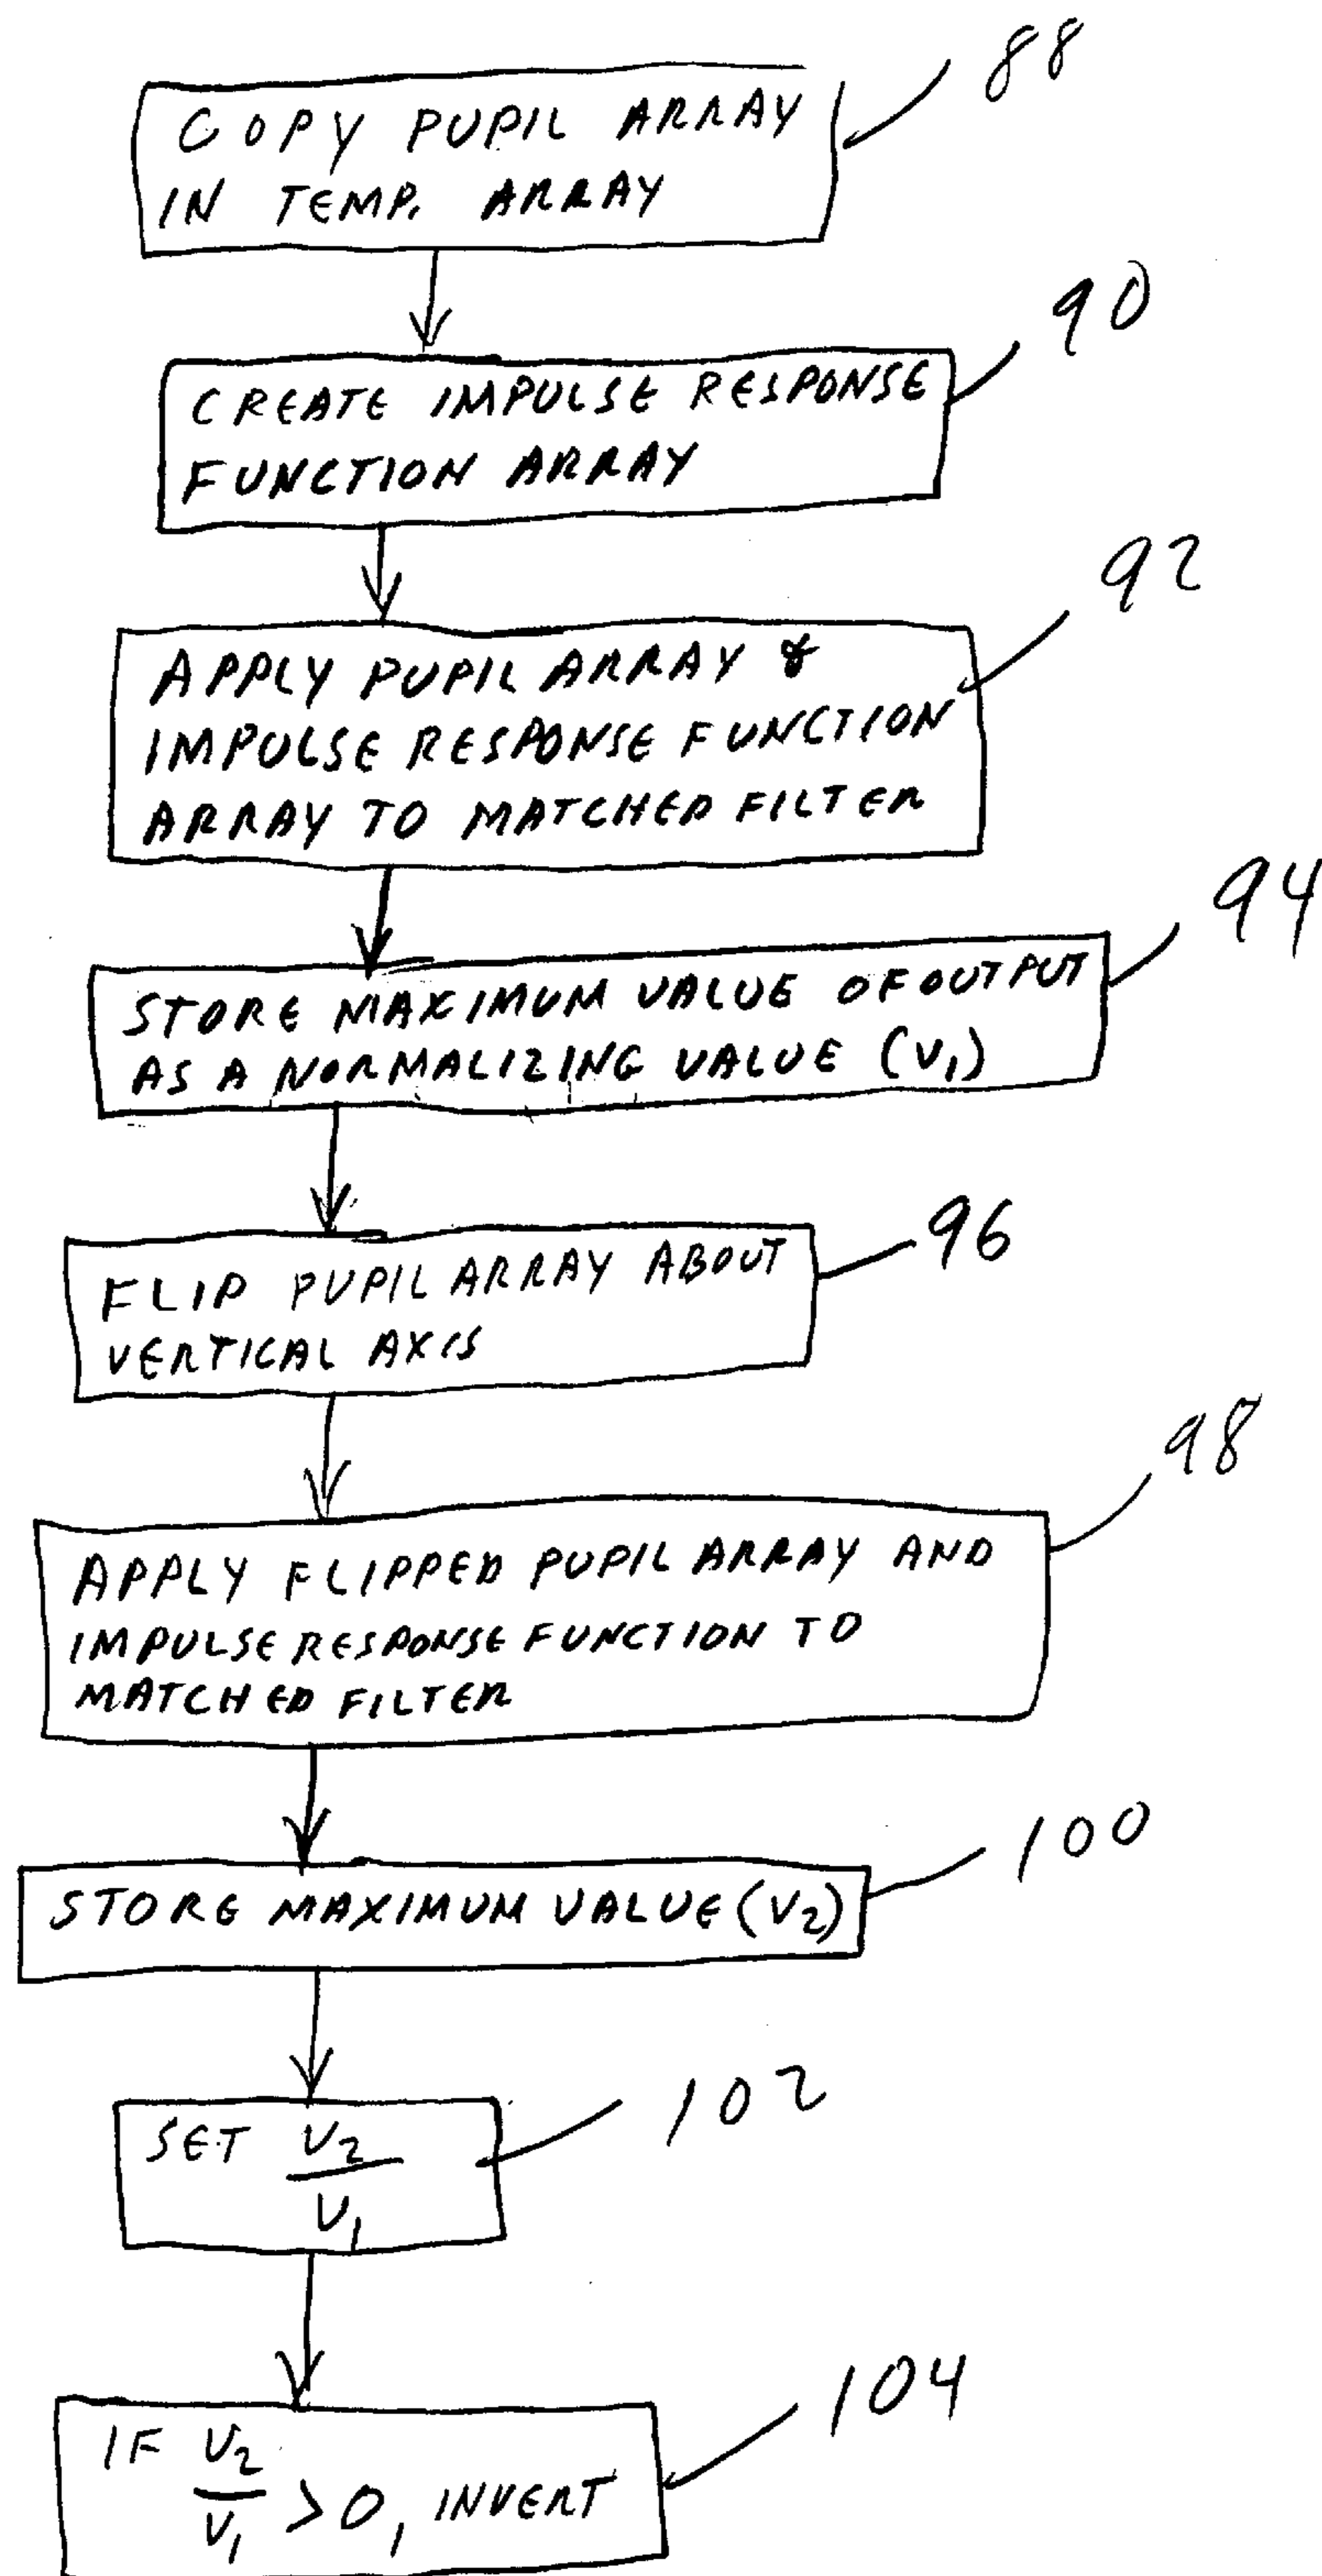 88
COPY PUPIL ARRAY
IN TEMP. ARRAY
90
CREATE IMPULSE RESPONSE
FUNCTION ARRAY
92
APPLY PUPIL ARRAY &
IMPULSE RESPONSE FUNCTION
ARRAY TO MATCHED FILTER
94
STORE MAXIMUM VALUE OF OUTPUT
AS A NORMALIZING VALUE (V₁)
96
FLIP PUPIL ARRAY ABOUT
VERTICAL AXIS
98
APPLY FLIPPED PUPIL ARRAY AND
IMPULSE RESPONSE FUNCTION TO
MATCHED FILTER
100
STORE MAXIMUM VALUE (V₂)
102
SET V₂
V₁
104
IF V₂
V₁ > 0, INVERT